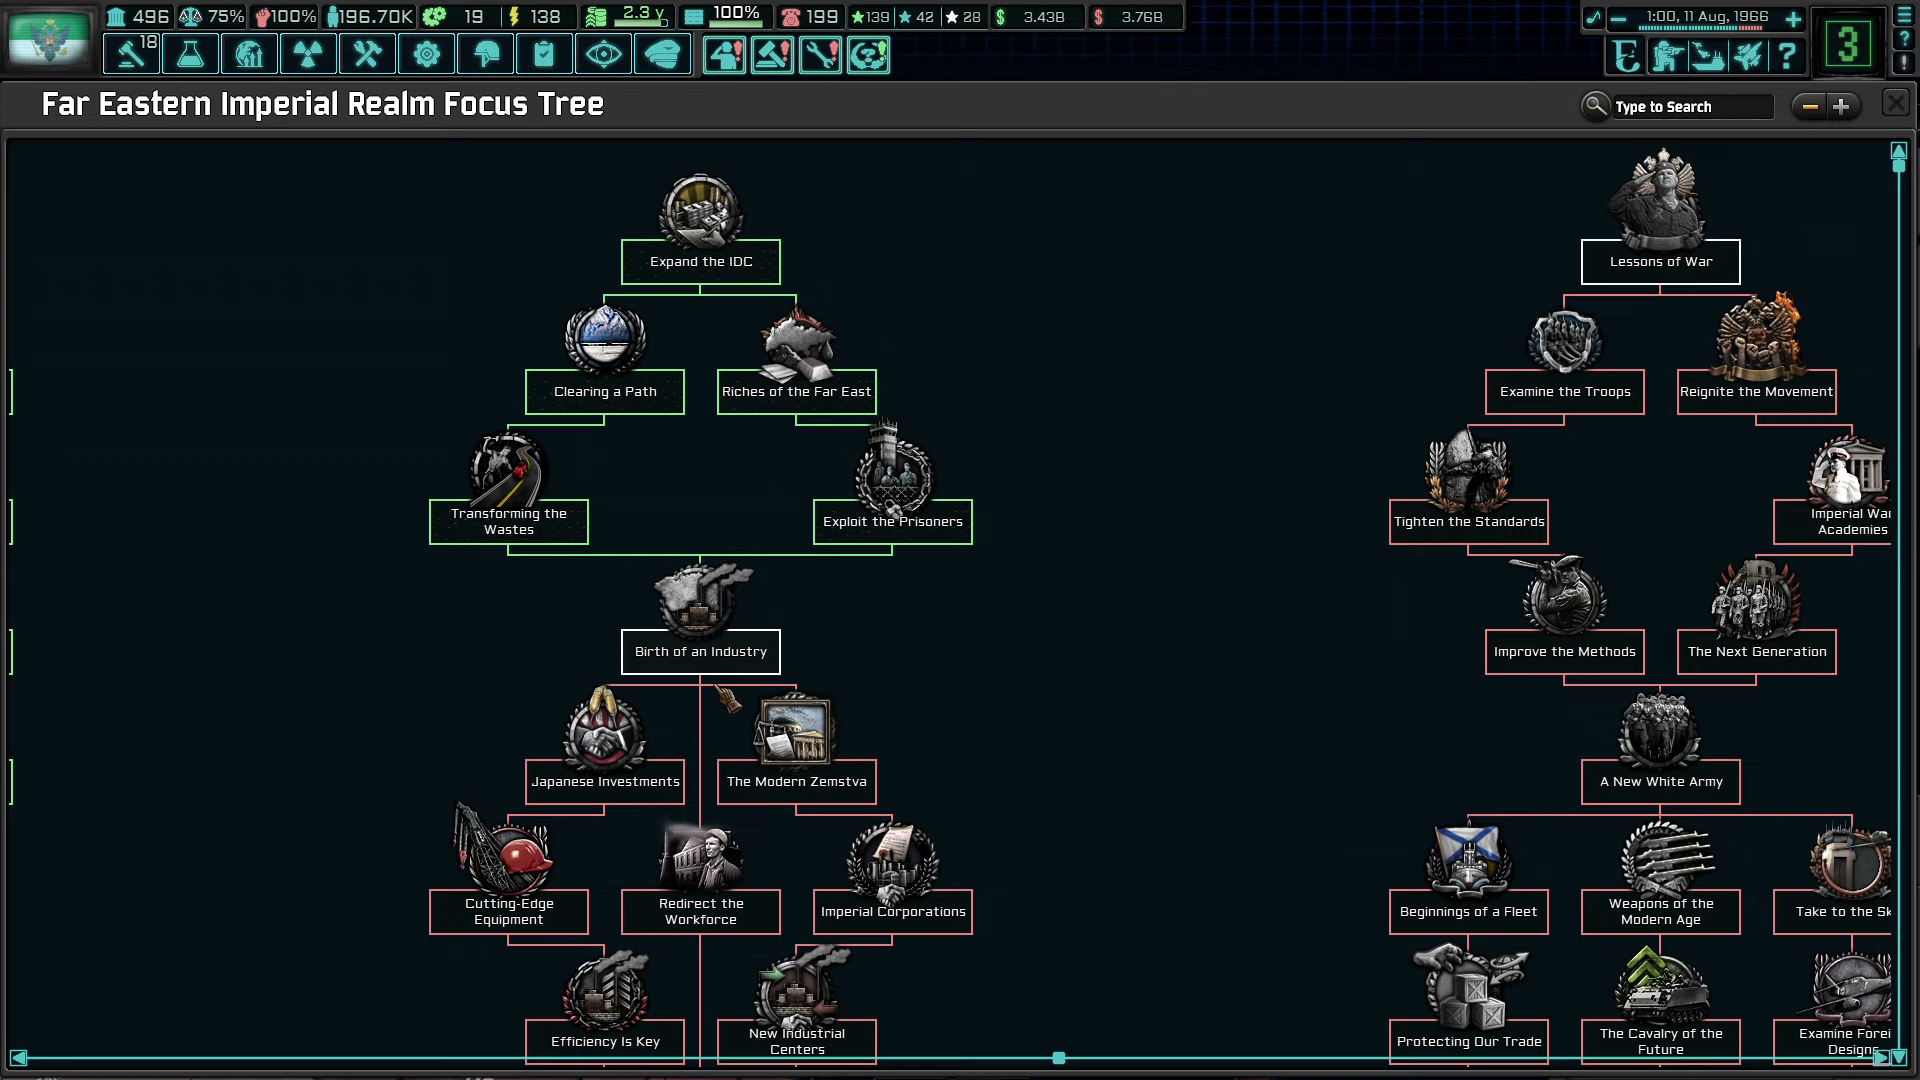 496 75% 100% 196.70K 19 138 2.3 y 100% 199 139 42 28 $ 3.43B $ 3.76B 1:00, 11 Aug, 1966
18
3
Far Eastern Imperial Realm Focus Tree
Type to Search
Expand the IDC
Lessons of War
Clearing a Path
Riches of the Far East
Examine the Troops
Reignite the Movement
Transforming the
Wastes
Exploit the Prisoners
Tighten the Standards
Imperial War
Academies
Birth of an Industry
Improve the Methods
The Next Generation
Japanese Investments
The Modern Zemstva
A New White Army
Cutting-Edge
Equipment
Redirect the
Workforce
Imperial Corporations
Beginnings of a Fleet
Weapons of the
Modern Age
Take to the Sk
Efficiency Is Key
New Industrial
Centers
Protecting Our Trade
The Cavalry of the
Future
Examine Forei
Designs